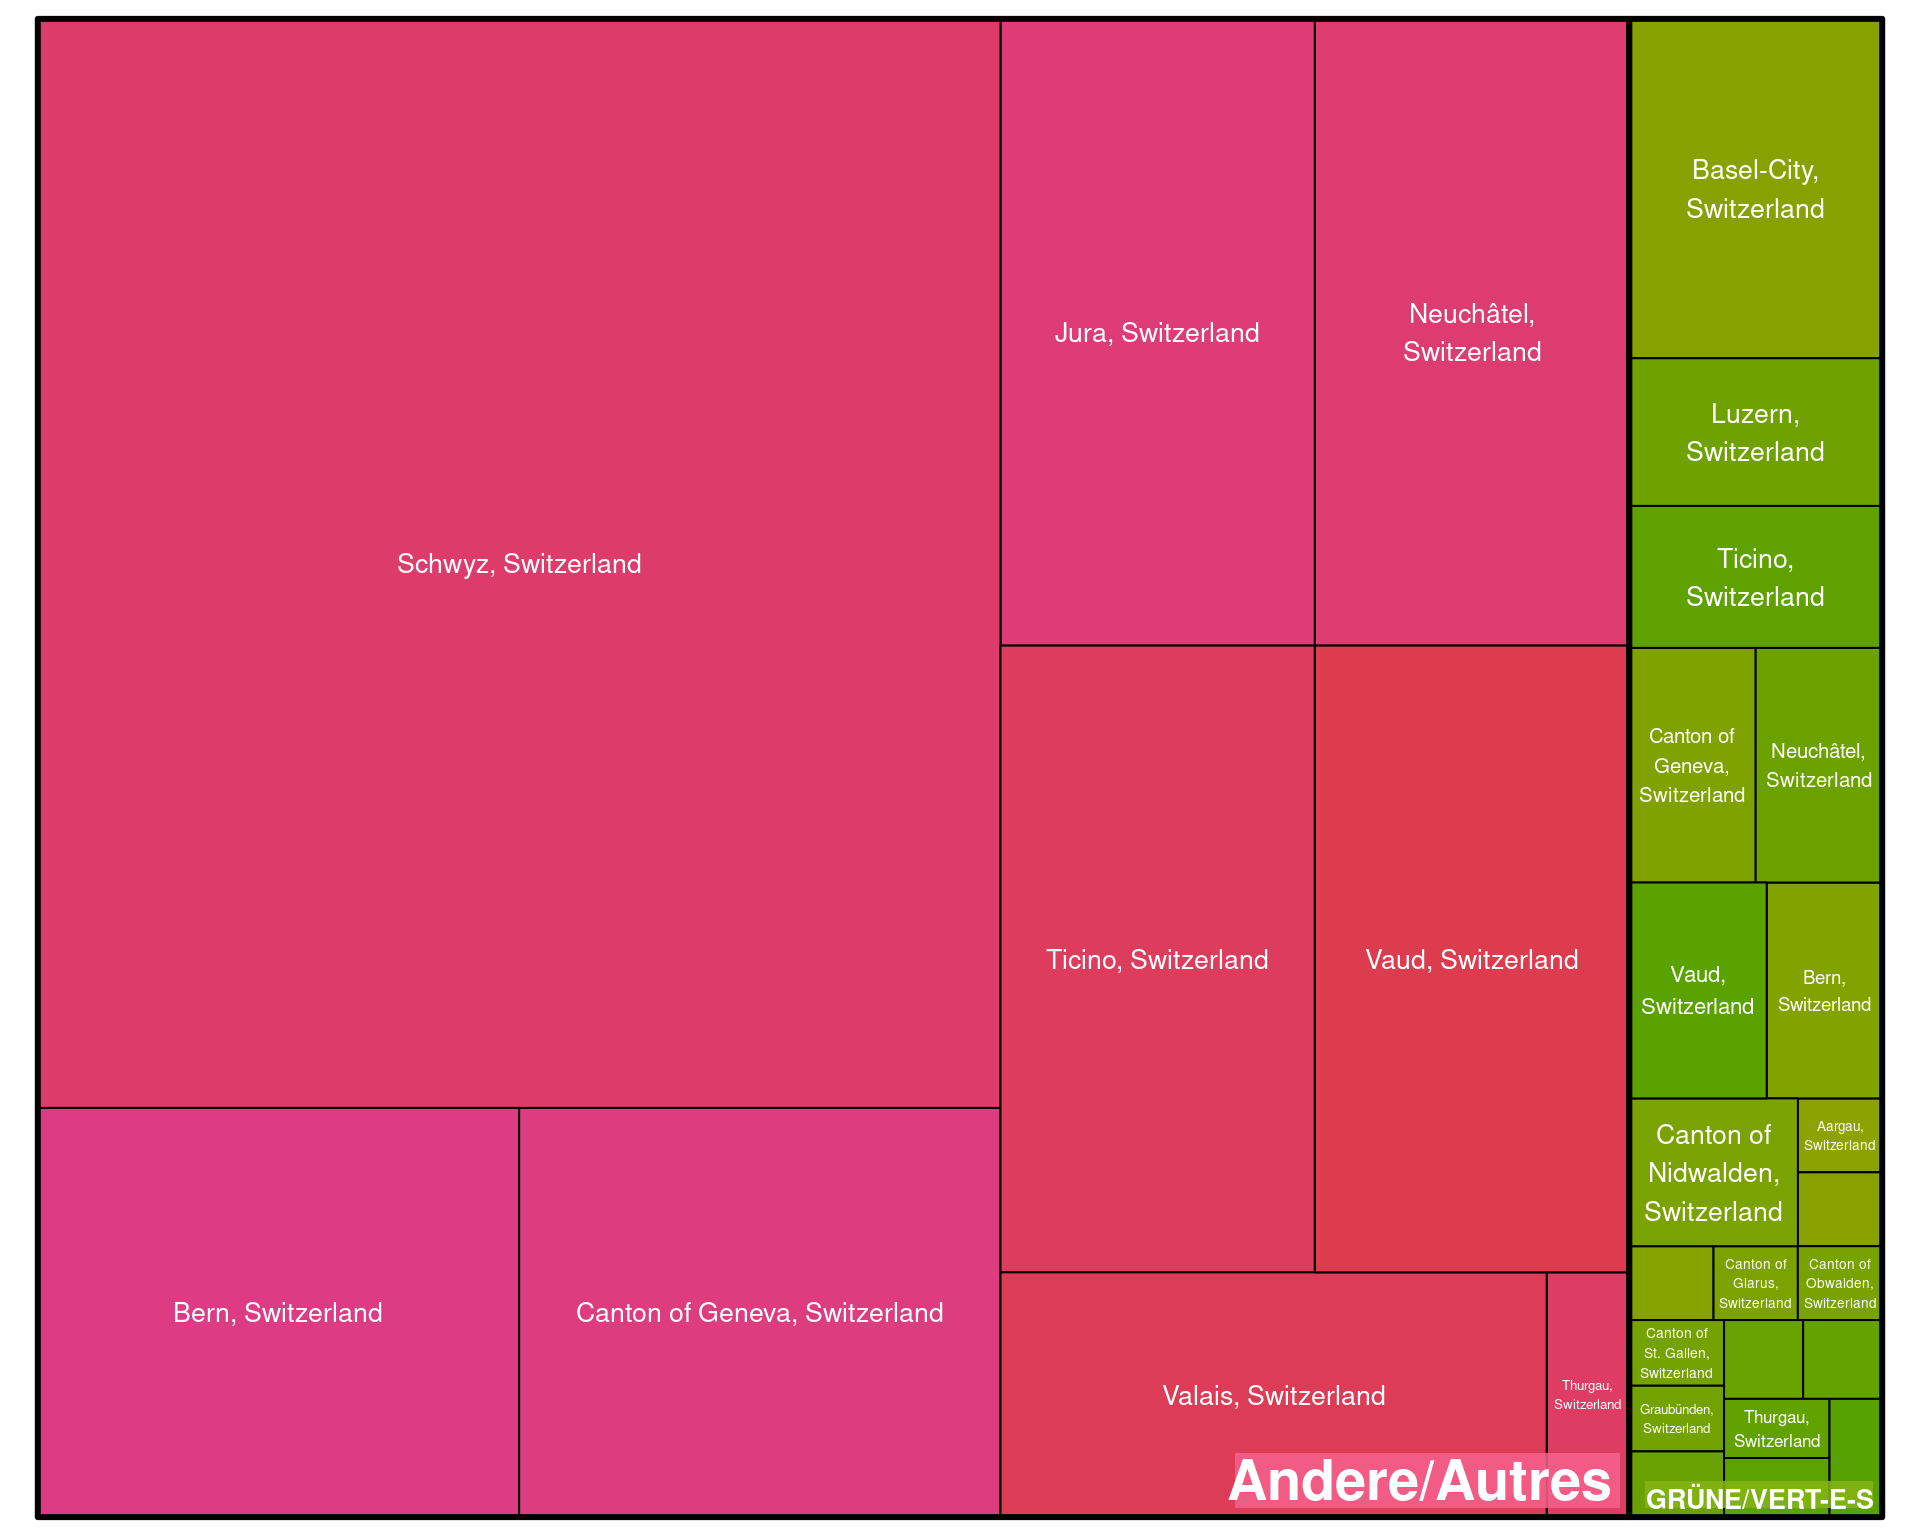 Schwyz, Switzerland
Bern, Switzerland
Canton of Geneva, Switzerland
Jura, Switzerland
Neuchâtel,
Switzerland
Ticino, Switzerland
Vaud, Switzerland
Valais, Switzerland
Thurgau,
Switzerland
Andere/Autres
Basel-City,
Switzerland
Luzern,
Switzerland
Ticino,
Switzerland
Canton of
Geneva,
Switzerland
Neuchâtel,
Switzerland
Vaud,
Switzerland
Bern,
Switzerland
Canton of
Nidwalden,
Switzerland
Aargau,
Switzerland
Canton of
Glarus,
Switzerland
Canton of
Obwalden,
Switzerland
Canton of
St. Gallen,
Switzerland
Graubünden,
Switzerland
Thurgau,
Switzerland
GRÜNE/VERT-E-S